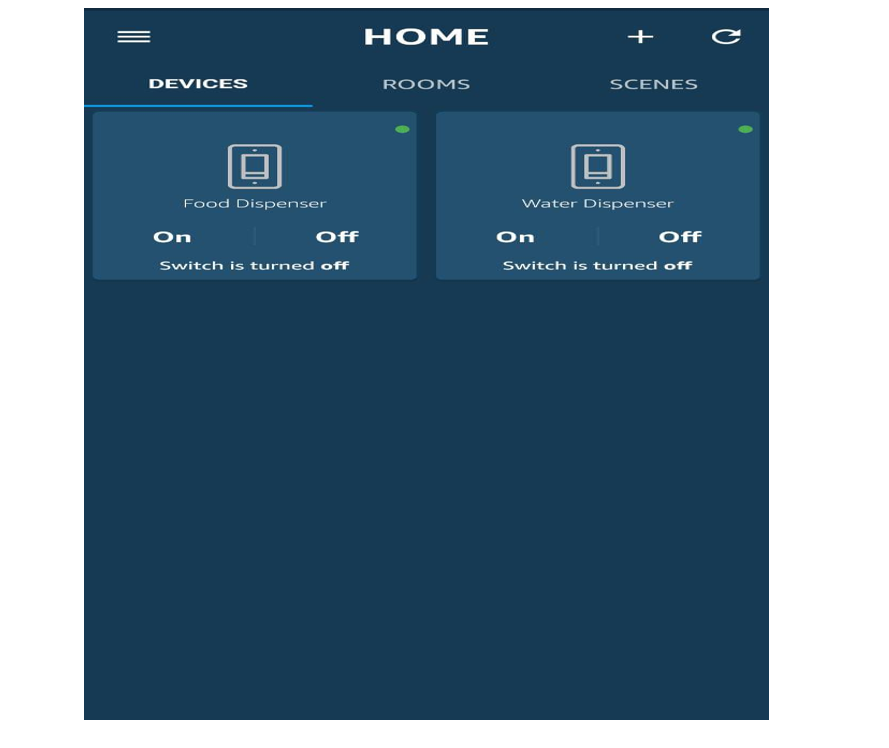 HOME
DEVICES ROOMS SCENES
Food Dispenser
On Off
Switch is turned off
Water Dispenser
On Off
Switch is turned off